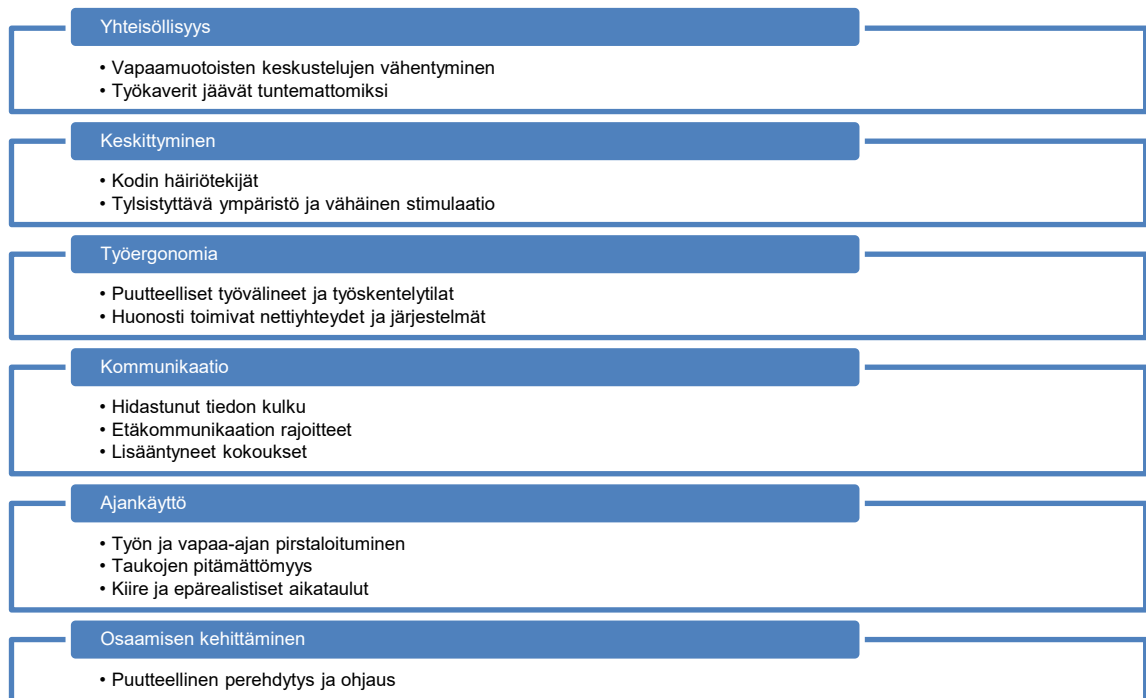 Yhteisöllisyys
• Vapaamuotoisten keskustelujen vähentyminen
• Työkaverit jäävät tuntemattomiksi
Keskittyminen
• Kodin häiriötekijät
• Tylsistyttävä ympäristö ja vähäinen stimulaatio
Työergonomia
• Puutteelliset työvälineet ja työskentelytilat
• Huonosti toimivat nettiyhteydet ja järjestelmät
Kommunikaatio
• Hidastunut tiedon kulku
• Etäkommunikaation rajoitteet
• Lisääntyneet kokoukset
Ajankäyttö
• Työn ja vapaa-ajan pirstaloituminen
• Taukojen pitämättömyys
• Kiire ja epärealistiset aikataulut
Osaamisen kehittäminen
• Puutteellinen perehdytys ja ohjaus